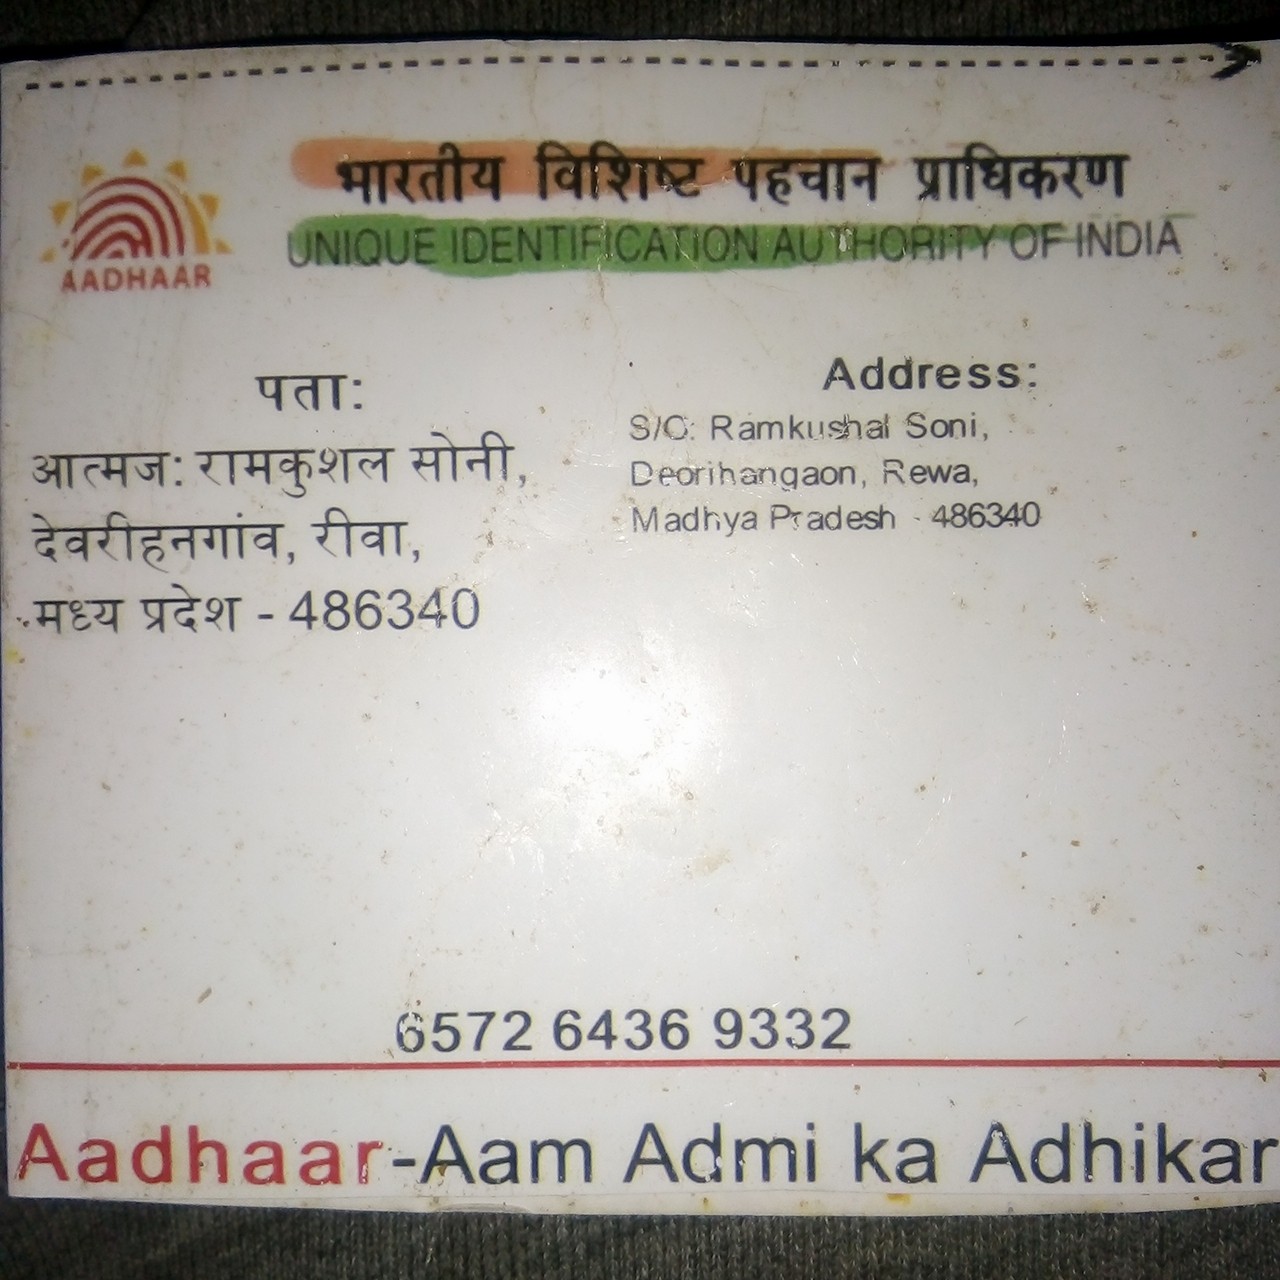 भारतीय विशिष्ट पहचान प्राधिकरण
UNIQUE IDENTIFICATION AUTHORITY OF INDIA
AADHAAR
पता:
आत्मज: रामकुशल सोनी,
देवरीहनगांव, रीवा,
मध्य प्रदेश - 486340
Address:
S/O: Ramkushal Soni,
Deorihangaon, Rewa,
Madhya Pradesh - 486340
6572 6436 9332
Aadhaar-Aam Admi ka Adhikar